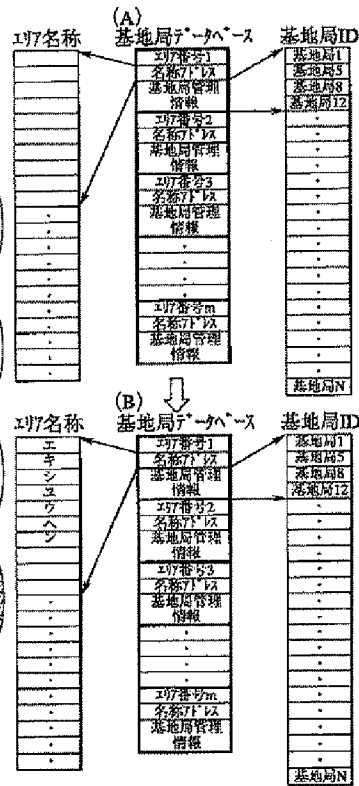 (A)
エリア名称
基地局データベース
基地局ID
エリア番号1
名称アドレス
基地局管理
情報
エリア番号2
名称アドレス
基地局管理
情報
エリア番号3
名称アドレス
基地局管理
情報
エリア番号m
名称アドレス
基地局管理
情報
基地局1
基地局5
基地局8
基地局12
基地局N
(B)
エリア名称
基地局データベース
基地局ID
エ
キ
シ
ユ
ウ
ヘ
ン
エリア番号1
名称アドレス
基地局管理
情報
エリア番号2
名称アドレス
基地局管理
情報
エリア番号3
名称アドレス
基地局管理
情報
エリア番号m
名称アドレス
基地局管理
情報
基地局1
基地局5
基地局8
基地局12
基地局N